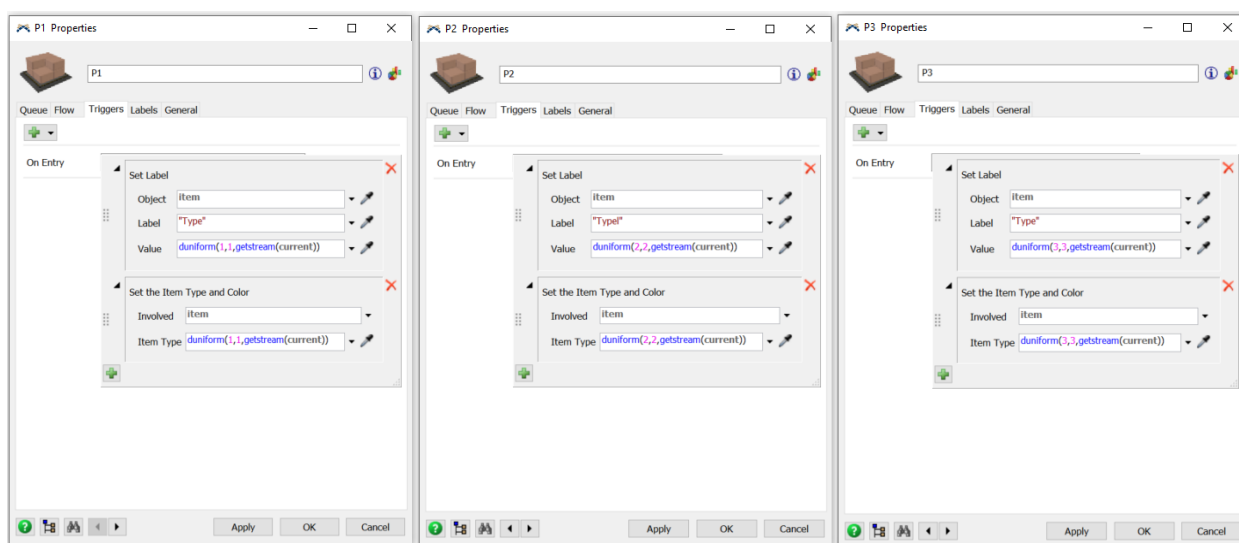 P1 Properties
P1
Queue Flow Triggers Labels General
On Entry
Set Label
Object item
Label "Type"
Value duniform(1,1,getstream(current))
Set the Item Type and Color
Involved item
Item Type duniform(1,1,getstream(current))
Apply OK Cancel
P2 Properties
P2
Queue Flow Triggers Labels General
On Entry
Set Label
Object item
Label "Typel"
Value duniform(2,2,getstream(current))
Set the Item Type and Color
Involved item
Item Type duniform(2,2,getstream(current))
Apply OK Cancel
P3 Properties
P3
Queue Flow Triggers Labels General
On Entry
Set Label
Object item
Label "Type"
Value duniform(3,3,getstream(current))
Set the Item Type and Color
Involved item
Item Type duniform(3,3,getstream(current))
Apply OK Cancel